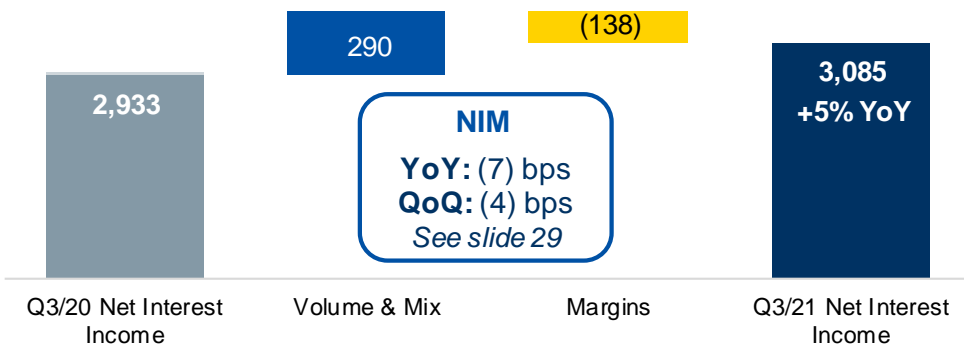 290
(138)
2,933
3,085
+5% YoY
NIM
YoY: (7) bps
QoQ: (4) bps
See slide 29
Q3/20 Net Interest
Income
Volume & Mix
Margins
Q3/21 Net Interest
Income